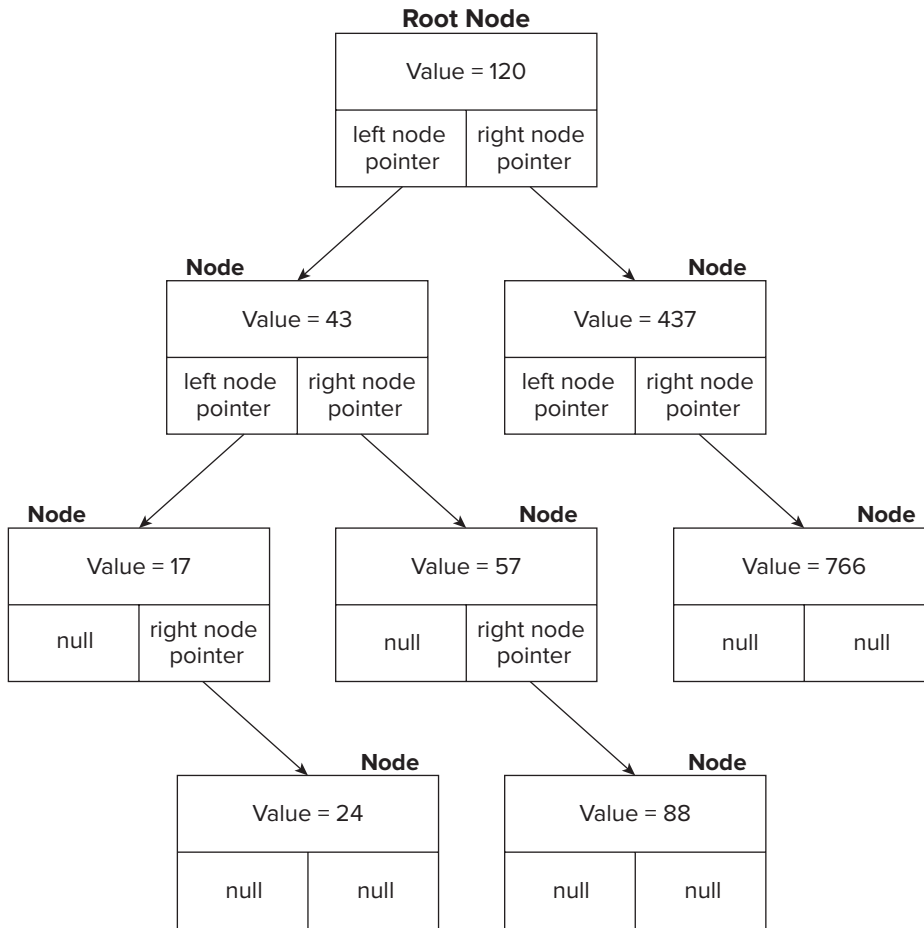 Root Node
Value = 120
left node
pointer
right node
pointer
Node
Value = 43
left node
pointer
right node
pointer
Node
Value = 437
left node
pointer
right node
pointer
Node
Value = 17
null
right node
pointer
Node
Value = 57
null
right node
pointer
Node
Value = 766
null
null
Node
Value = 24
null
null
Node
Value = 88
null
null